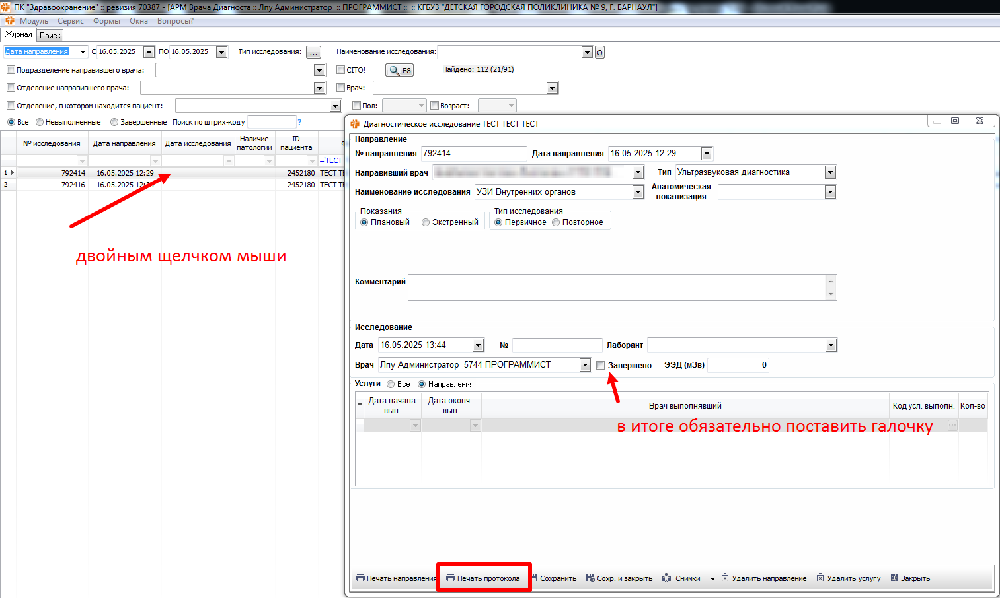 ПК "Здравоохранение" :: ревизия 70387 - [АРМ Врача Диагноста :: Лпу Администратор :: ПРОГРАММИСТ :: :: КГБУЗ "ДЕТСКАЯ ГОРОДСКАЯ ПОЛИКЛИНИКА № 9, Г. БАРНАУЛ"]
Модуль Сервис Формы Окна Вопросы?
Журнал Поиск
Дата направления С 16.05.2025 ПО 16.05.2025 Тип исследования: ... Наименование исследования: О
Подразделение направившего врача: CITO! F8 Найдено: 112 (21/91)
Отделение направившего врача: Врач:
Отделение, в котором находится пациент: Пол: Возраст:
Все Невыполненные Завершенные Поиск по штрих-коду ?
№ исследования Дата направления Дата исследования Наличие патологии ID пациента
='ТЕСТ
1 792414 16.05.2025 12:29 2452180 ТЕСТ ТЕ
2 792416 16.05.2025 2452180 ТЕСТ ТЕ
двойным щелчком мыши
Диагностическое исследование ТЕСТ ТЕСТ ТЕСТ
Направление
№ направления 792414 Дата направления 16.05.2025 12:29
Направивший врач Тип Ультразвуковая диагностика
Наименование исследования УЗИ Внутренних органов Анатомическая локализация
Показания Тип исследования
Плановый Экстренный Первичное Повторное
Комментарий
Исследование
Дата 16.05.2025 13:44 № Лаборант
Врач Лпу Администратор 5744 ПРОГРАММИСТ Завершено ЭЭД (мЗв) 0
Услуги Все Направления
Дата начала вып. Дата оконч. вып. Врач выполнявший Код усл. выполн. Кол-во
в итоге обязательно поставить галочку
Печать направления Печать протокола Сохранить Сохр. и закрыть Снимки Удалить направление Удалить услугу Закрыть